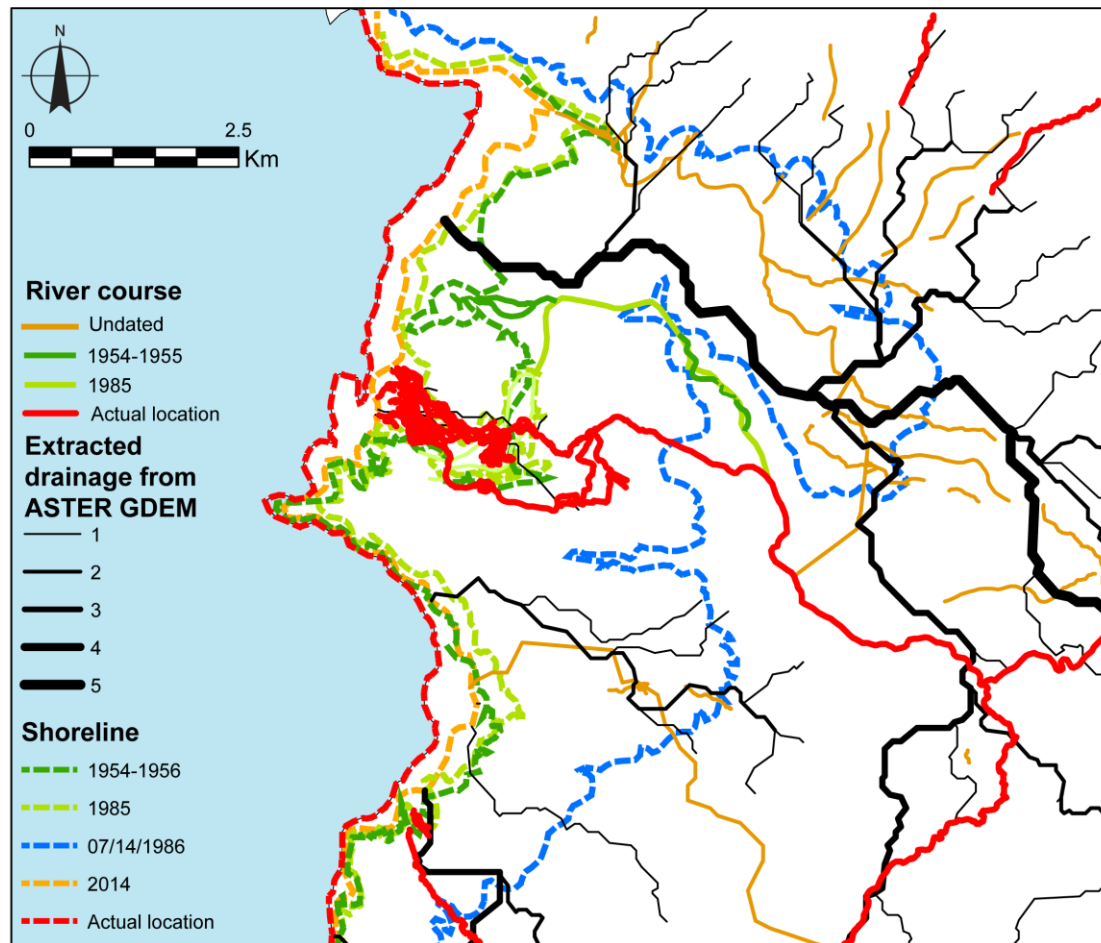 N
0 2.5
Km
River course
Undated
1954-1955
1985
Actual location
Extracted
drainage from
ASTER GDEM
1
2
3
4
5
Shoreline
1954-1956
1985
07/14/1986
2014
Actual location